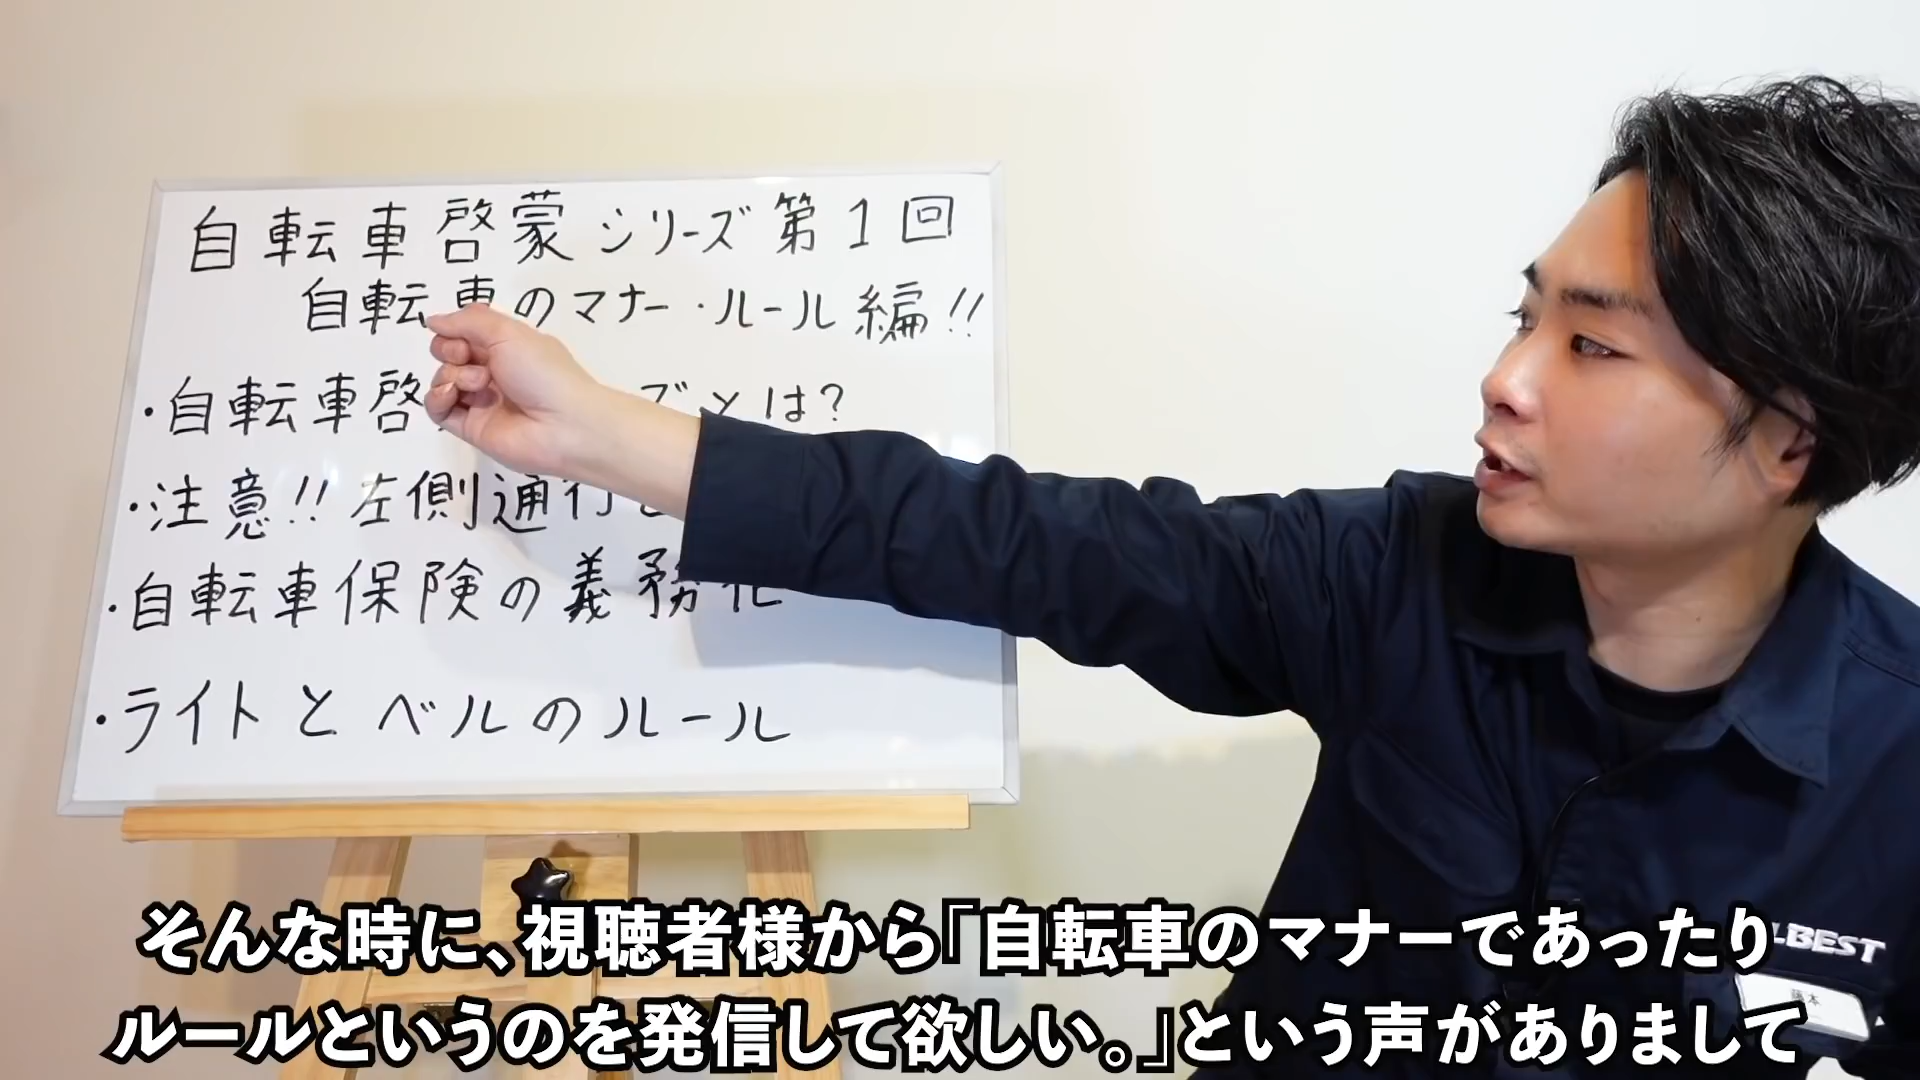 自転車啓蒙シリーズ第1回
自転車のマナー・ルール編!!
・自転車啓 ズとは?
・注意!!左側通行
・自転車保険の義務化
・ライトとベルのルール
LBEST
藤本
そんな時に、視聴者様から「自転車のマナーであったり
ルールというのを発信して欲しい。」という声がありまして